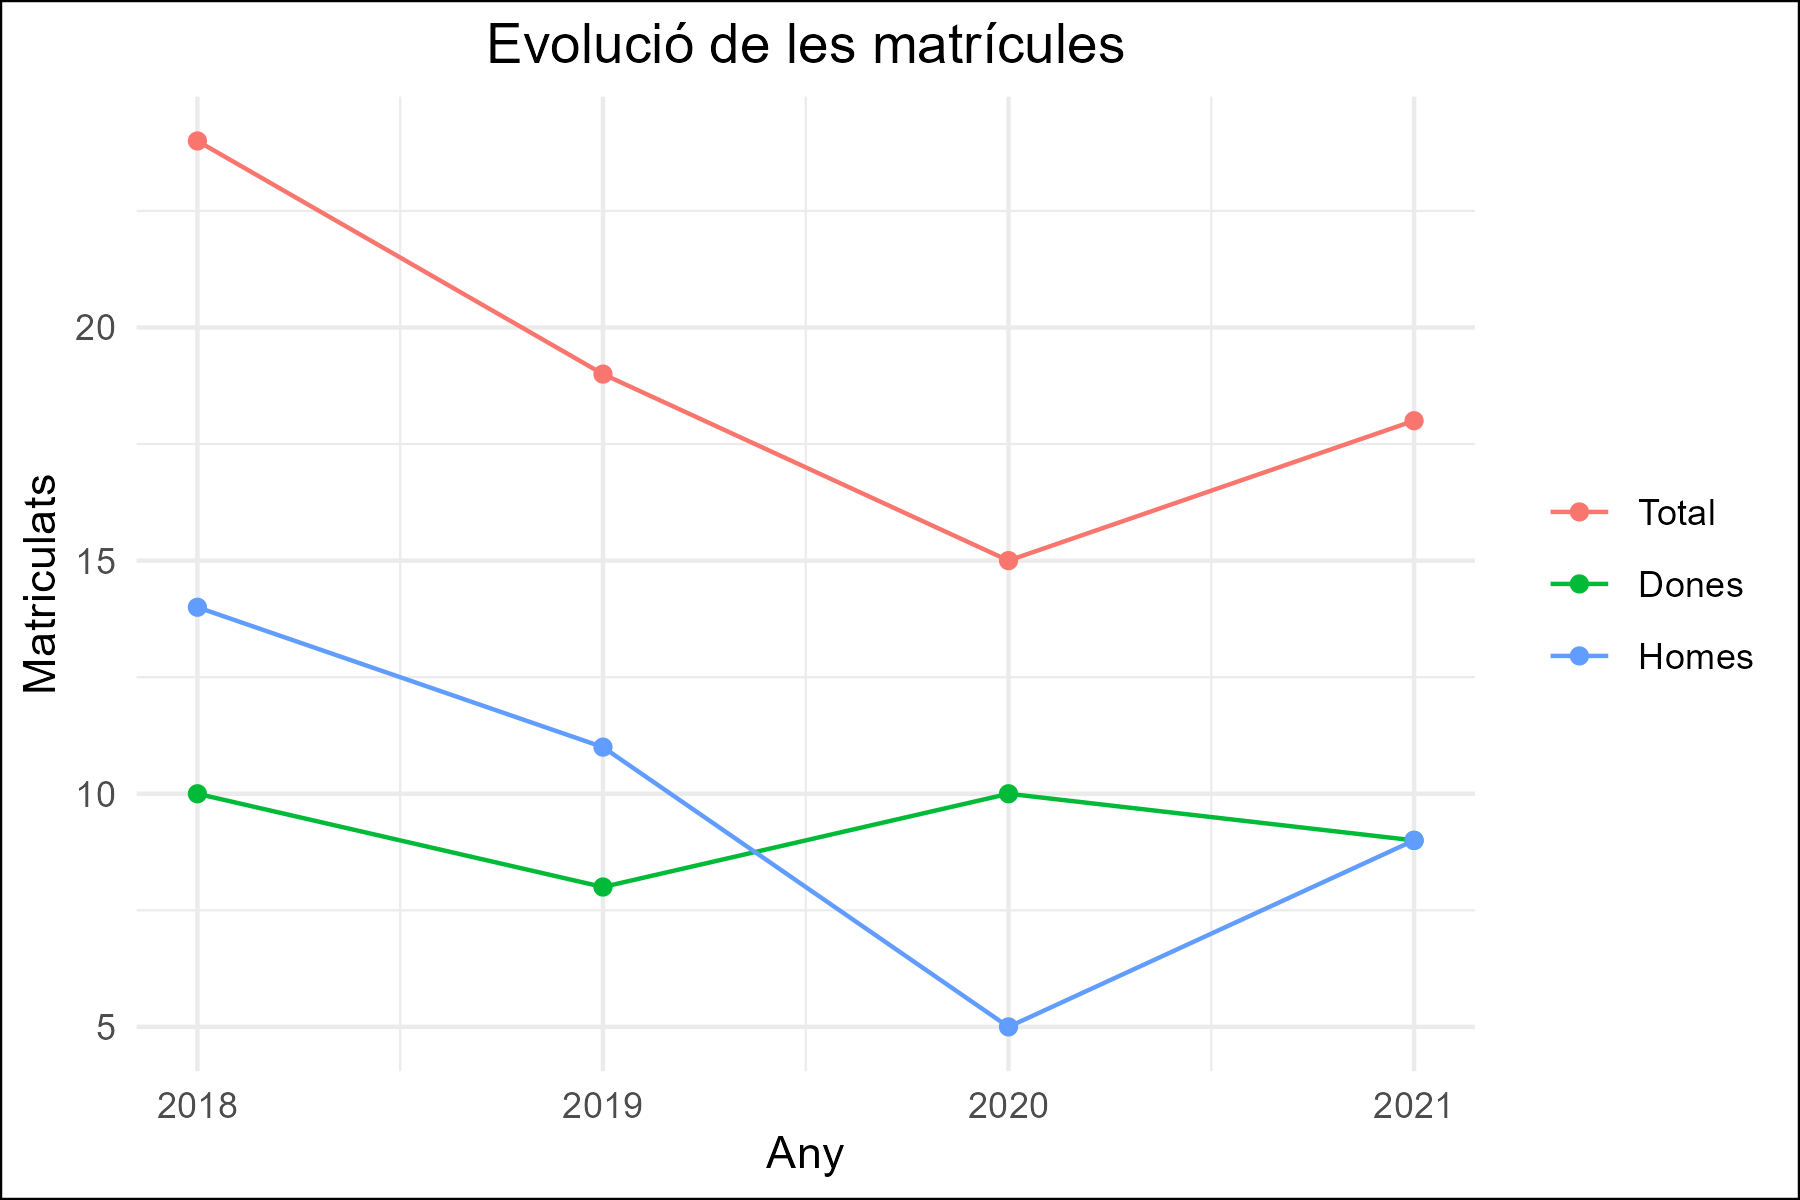 Evolució de les matrícules
Matriculats
20
15
10
5
2018
2019
2020
2021
Any
Total
Dones
Homes